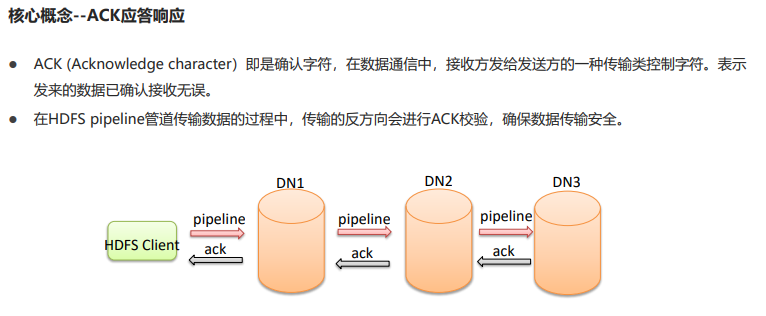 核心概念--ACK应答响应
● ACK (Acknowledge character）即是确认字符，在数据通信中，接收方发给发送方的一种传输类控制字符。表示
发来的数据已确认接收无误。
● 在HDFS pipeline管道传输数据的过程中，传输的反方向会进行ACK校验，确保数据传输安全。
DN1 DN2 DN3
pipeline pipeline pipeline
HDFS Client
ack ack ack